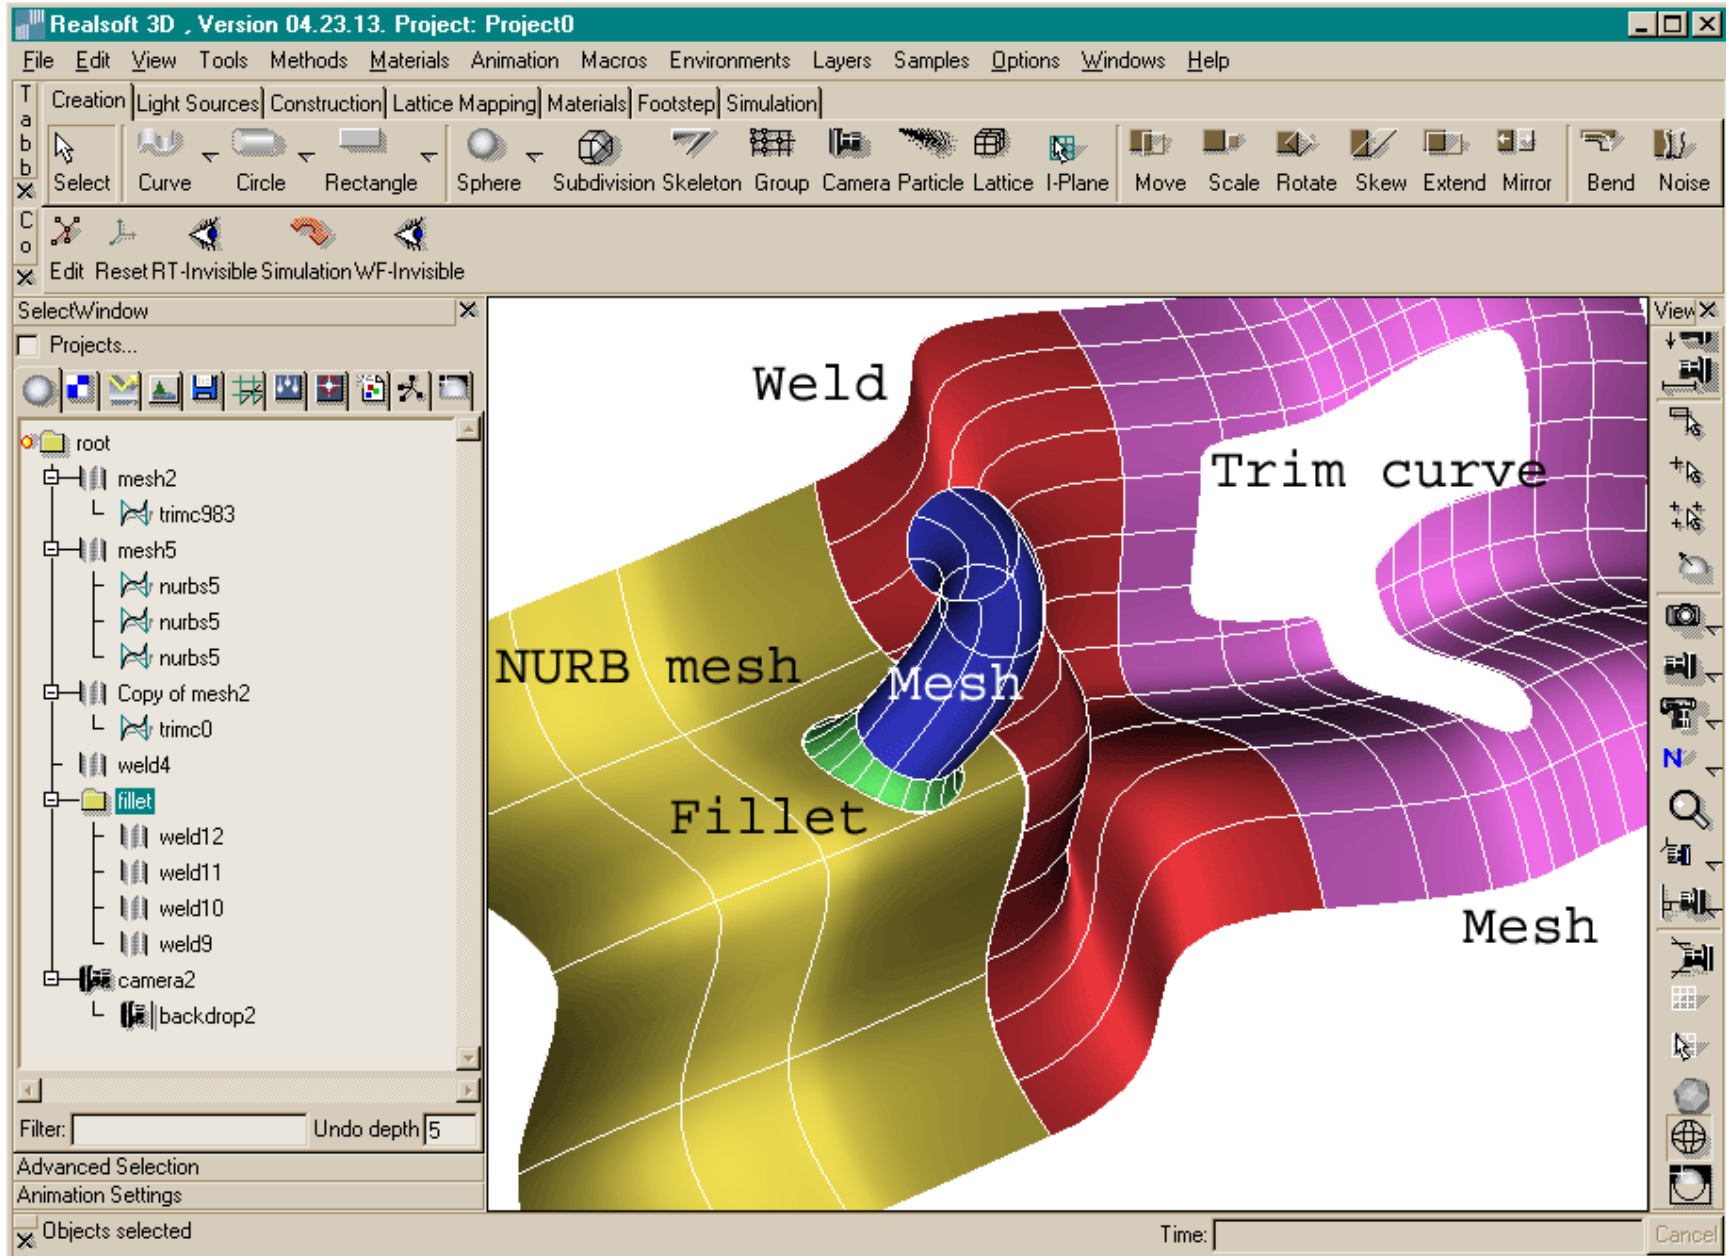 Realsoft 3D , Version 04.23.13. Project: Project0
File Edit View Tools Methods Materials Animation Macros Environments Layers Samples Options Windows Help
Tabb
Creation Light Sources Construction Lattice Mapping Materials Footstep Simulation
Select Curve Circle Rectangle Sphere Subdivision Skeleton Group Camera Particle Lattice I-Plane Move Scale Rotate Skew Extend Mirror Bend Noise
Co
Edit Reset RT-Invisible Simulation WF-Invisible
SelectWindow
Projects...
root
mesh2
trimc983
mesh5
nurbs5
nurbs5
nurbs5
Copy of mesh2
trimc0
weld4
fillet
weld12
weld11
weld10
weld9
camera2
backdrop2
Filter:
Undo depth 5
Advanced Selection
Animation Settings
Weld
Trim curve
NURB mesh
Mesh
Fillet
Mesh
View
N
Objects selected
Time:
Cancel